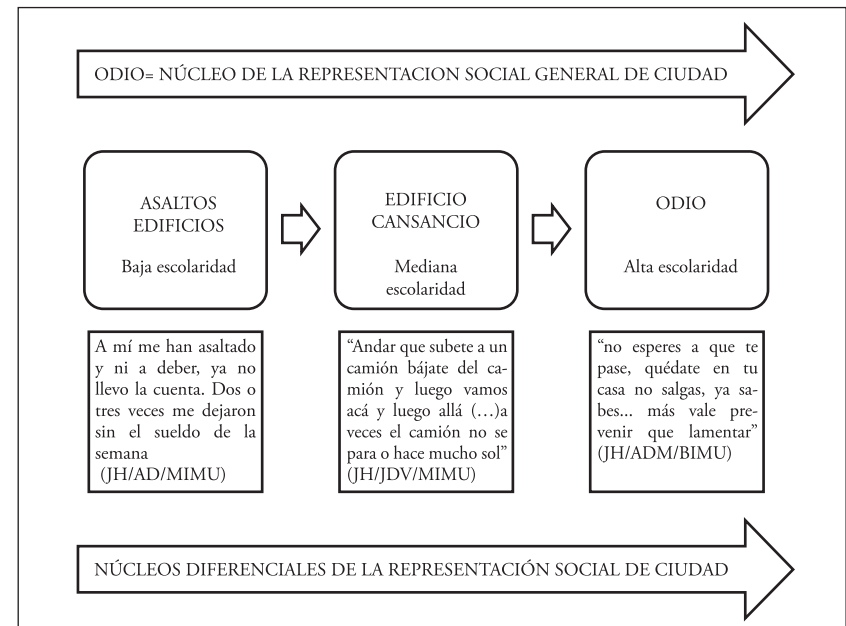 ODIO= NÚCLEO DE LA REPRESENTACION SOCIAL GENERAL DE CIUDAD
ASALTOS
EDIFICIOS
Baja escolaridad
EDIFICIO
CANSANCIO
Mediana
escolaridad
ODIO
Alta escolaridad
A mí me han asaltado
y ni a deber, ya no
llevo la cuenta. Dos o
tres veces me dejaron
sin el sueldo de la
semana
(JH/AD/MIMU)
“Andar que subete a un
camión bájate del ca-
mión y luego vamos
acá y luego allá (…)a
veces el camión no se
para o hace mucho sol”
(JH/JDV/MIMU)
“no esperes a que te
pase, quédate en tu
casa no salgas, ya sa-
bes... más vale pre-
venir que lamentar”
(JH/ADM/BIMU)
NÚCLEOS DIFERENCIALES DE LA REPRESENTACIÓN SOCIAL DE CIUDAD